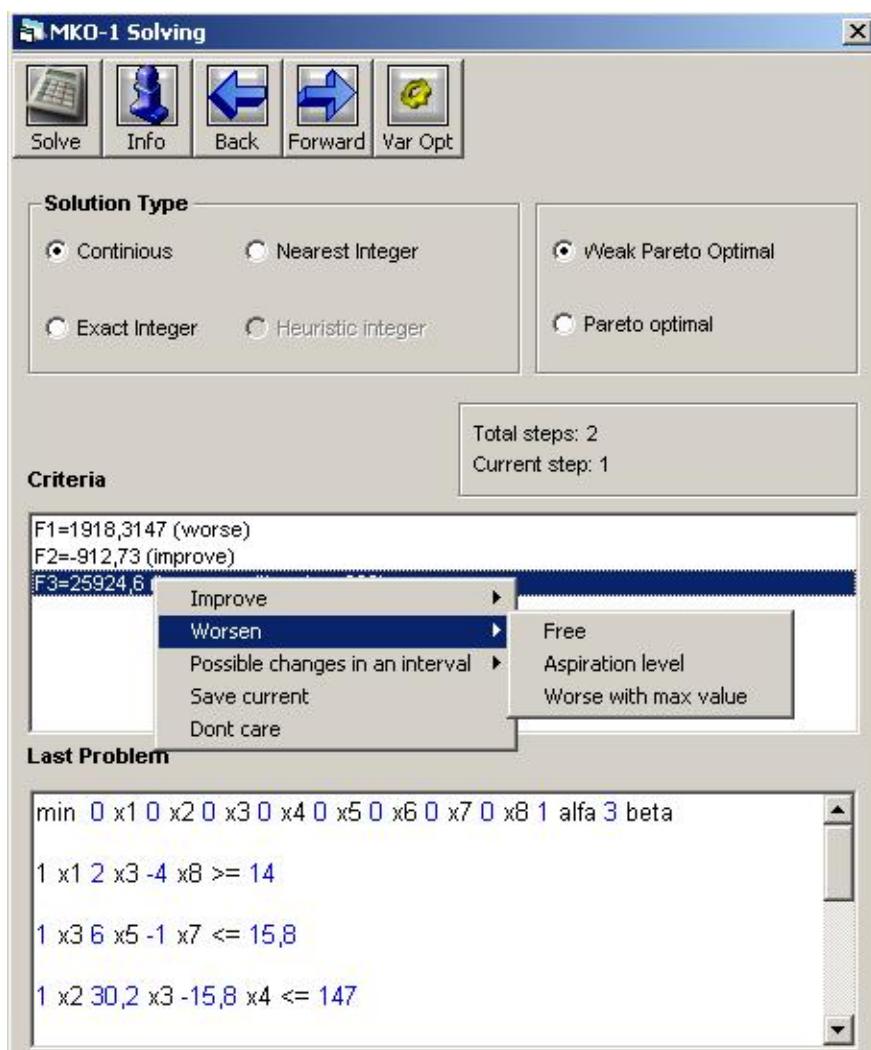 MKO-1 Solving
Solve Info Back Forward Var Opt
Solution Type
Continious Nearest Integer
Weak Pareto Optimal
Exact Integer Heuristic integer
Pareto optimal
Total steps: 2
Current step: 1
Criteria
F1=1918,3147 (worse)
F2=-912,73 (improve)
F3=25924,6
Improve
Worsen
Possible changes in an interval
Save current
Dont care
Free
Aspiration level
Worse with max value
Last Problem
min 0 x1 0 x2 0 x3 0 x4 0 x5 0 x6 0 x7 0 x8 1 alfa 3 beta
1 x1 2 x3 -4 x8 >= 14
1 x3 6 x5 -1 x7 <= 15,8
1 x2 30,2 x3 -15,8 x4 <= 147